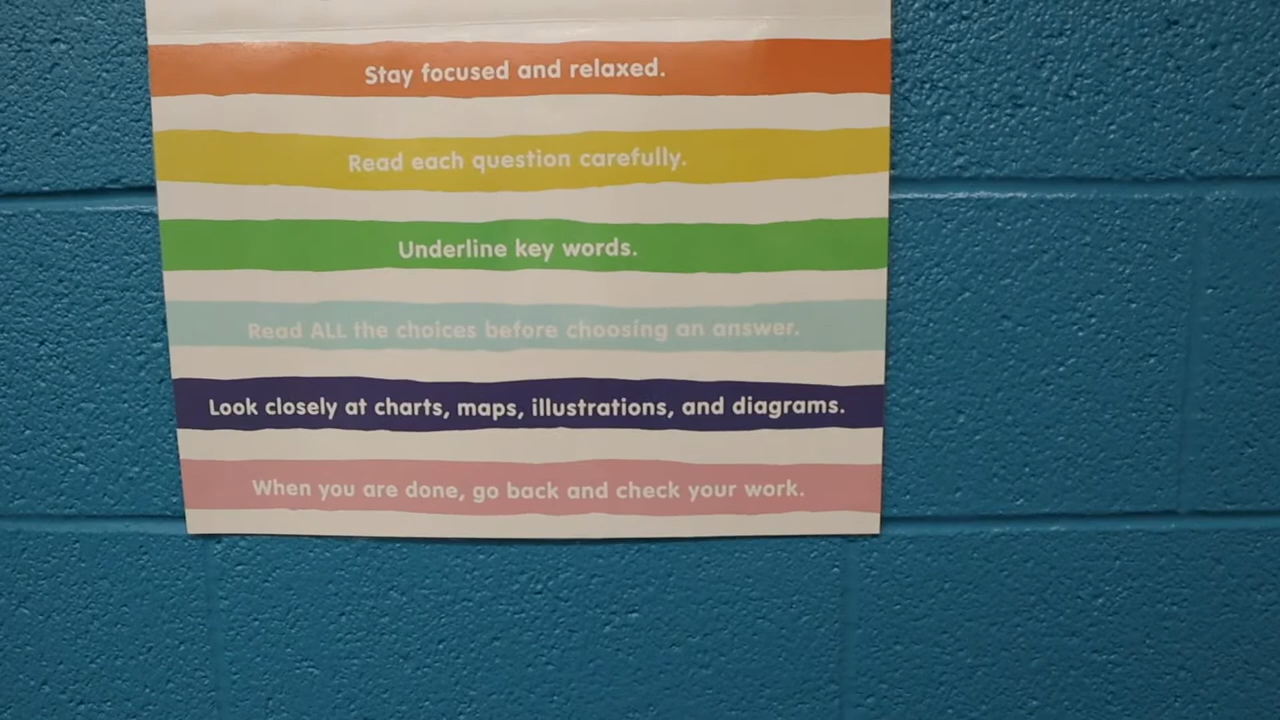 Stay focused and relaxed.
Read each question carefully.
Underline key words.
Read ALL the choices before choosing an answer.
Look closely at charts, maps, illustrations, and diagrams.
When you are done, go back and check your work.